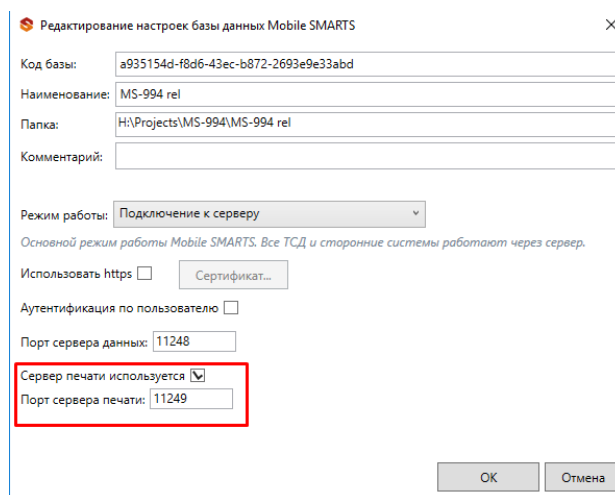 Редактирование настроек базы данных Mobile SMARTS
Код базы: a935154d-f8d6-43ec-b872-2693e9e33abd
Наименование: MS-994 rel
Папка: H:\Projects\MS-994\MS-994 rel
Комментарий:
Режим работы: Подключение к серверу
Основной режим работы Mobile SMARTS. Все ТСД и сторонние системы работают через сервер.
Использовать https Сертификат...
Аутентификация по пользователю
Порт сервера данных: 11248
Сервер печати используется
Порт сервера печати: 11249
ОК Отмена